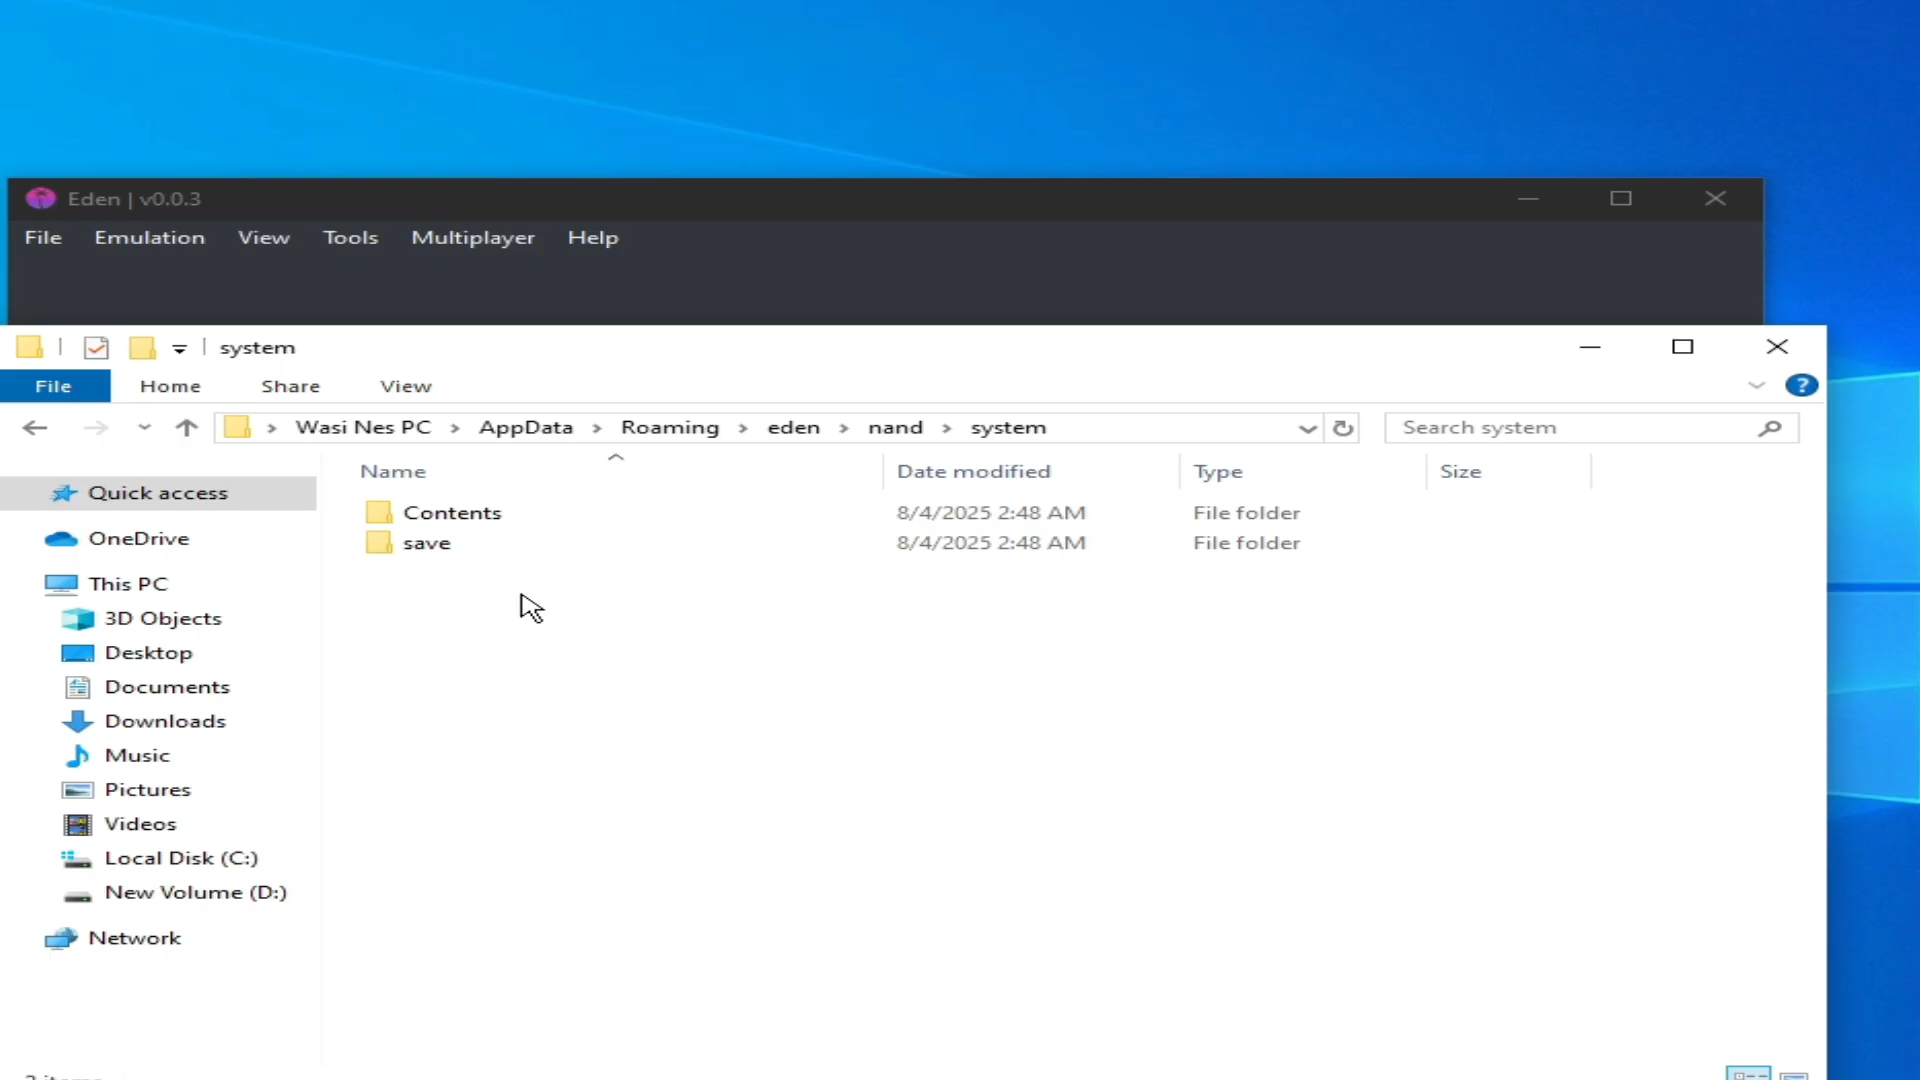 Eden | v0.0.3
File Emulation View Tools Multiplayer Help
system
File Home Share View
Wasi Nes PC > AppData > Roaming > eden > nand > system
Search system
Name Date modified Type Size
Contents 8/4/2025 2:48 AM File folder
save 8/4/2025 2:48 AM File folder
Quick access
OneDrive
This PC
3D Objects
Desktop
Documents
Downloads
Music
Pictures
Videos
Local Disk (C:)
New Volume (D:)
Network